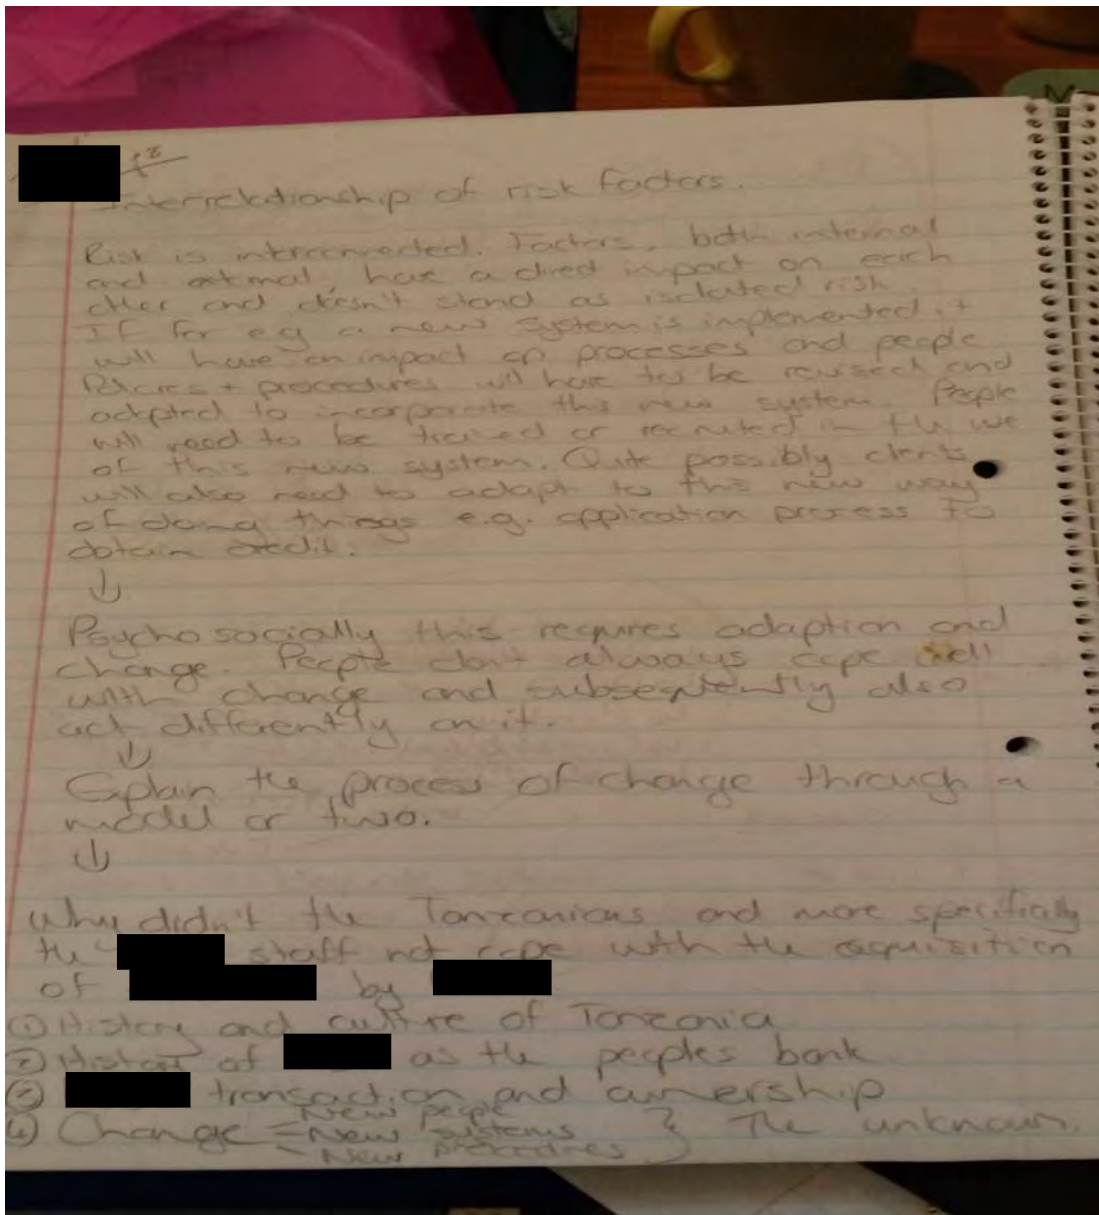 Interrelationship of risk factors.
Risk is interconnected. Factors, both internal
and external, have a direct impact on each
other and doesn't stand as isolated risk.
If for eg a new system is implemented it
will have an impact on processes and people
Policies + procedures will have to be revised and
adapted to incorporate this new system. People
will need to be trained or recruited in the use
of this new system. Quite possibly clients
will also need to adapt to this new way
of doing things e.g. application process to
obtain credit.
↓
Psychosocially this requires adaption and
change. People don't always cope well
with change and subsequently also
act differently on it.
↓
Explain the process of change through a
model or two.
↓
Why didn't the Tanzanians and more specifically
the staff not cope with the acquisition
of by
① History and culture of Tanzania
② History of as the peoples bank
③ transaction and ownership
④ Change = New people
- New systems } The unknown.
- New procedures